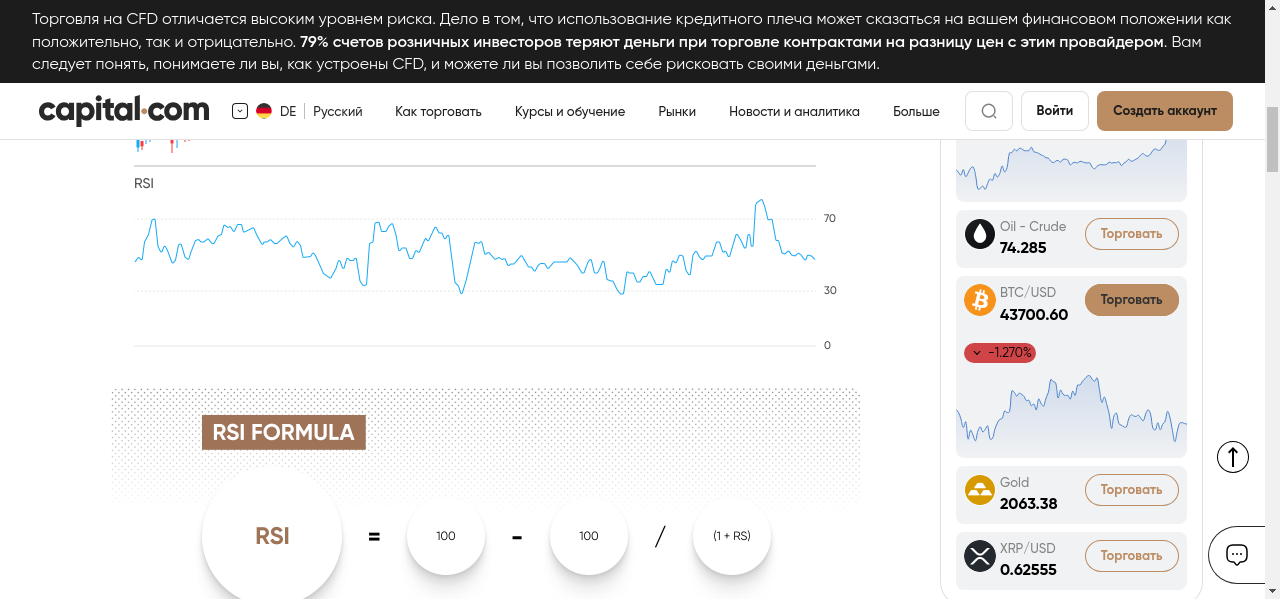 Торговля на CFD отличается высоким уровнем риска. Дело в том, что использование кредитного плеча может сказаться на вашем финансовом положении как
положительно, так и отрицательно. 79% счетов розничных инвесторов теряют деньги при торговле контрактами на разницу цен с этим провайдером. Вам
следует понять, понимаете ли вы, как устроены CFD, и можете ли вы позволить себе рисковать своими деньгами.
capital.com
DE
Русский
Как торговать
Курсы и обучение
Рынки
Новости и аналитика
Больше
Войти
Создать аккаунт
RSI
70
30
0
RSI FORMULA
RSI = 100 - 100 / (1 + RS)
Oil - Crude
74.285
Торговать
BTC/USD
43700.60
Торговать
-1.270%
Gold
2063.38
Торговать
XRP/USD
0.62555
Торговать